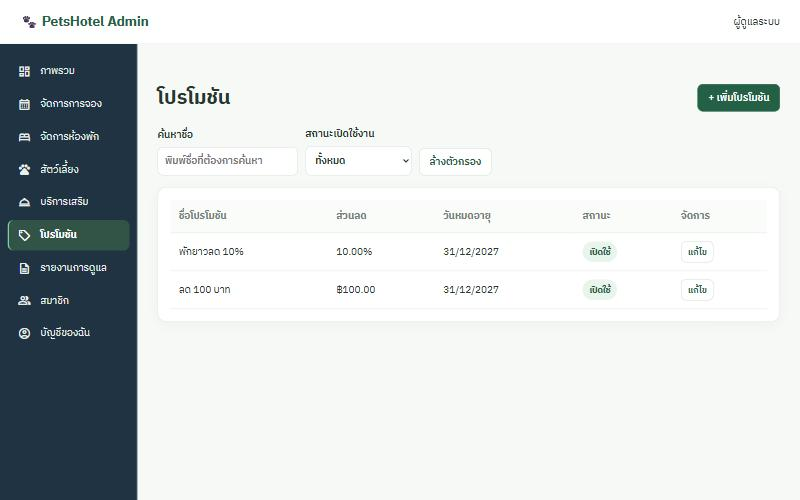 PetsHotel Admin
ผู้ดูแลระบบ
ภาพรวม
จัดการการจอง
จัดการห้องพัก
สัตว์เลี้ยง
บริการเสริม
โปรโมชัน
รายงานการดูแล
สมาชิก
บัญชีของฉัน
โปรโมชัน
+ เพิ่มโปรโมชัน
ค้นหาชื่อ
สถานะเปิดใช้งาน
พิมพ์ชื่อที่ต้องการค้นหา
ทั้งหมด
ล้างตัวกรอง
ชื่อโปรโมชัน ส่วนลด วันหมดอายุ สถานะ จัดการ
พักยาวลด 10% 10.00% 31/12/2027 เปิดใช้ แก้ไข
ลด 100 บาท ฿100.00 31/12/2027 เปิดใช้ แก้ไข